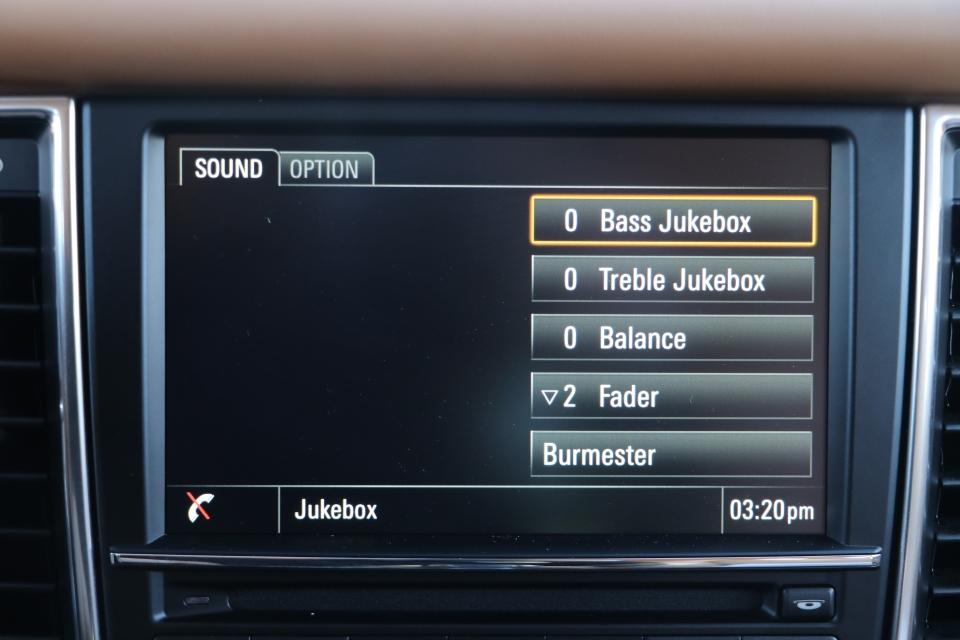 SOUND OPTION
0 Bass Jukebox
0 Treble Jukebox
0 Balance
▽2 Fader
Burmester
Jukebox 03:20pm